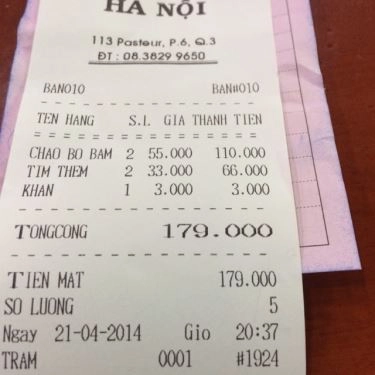 HÀ NỘI
113 Pasteur, P.6, Q.3
ĐT : 08.3829 9650
BAN010 BAN#010
TEN HANG S.L GIA THANH TIEN
CHAO BO BAM 2 55.000 110.000
TIM THEM 2 33.000 66.000
KHAN 1 3.000 3.000
TONGCONG 179.000
TIEN MAT 179.000
SO LUONG 5
Ngay 21-04-2014 Gio 20:37
TRAM 0001 #1924